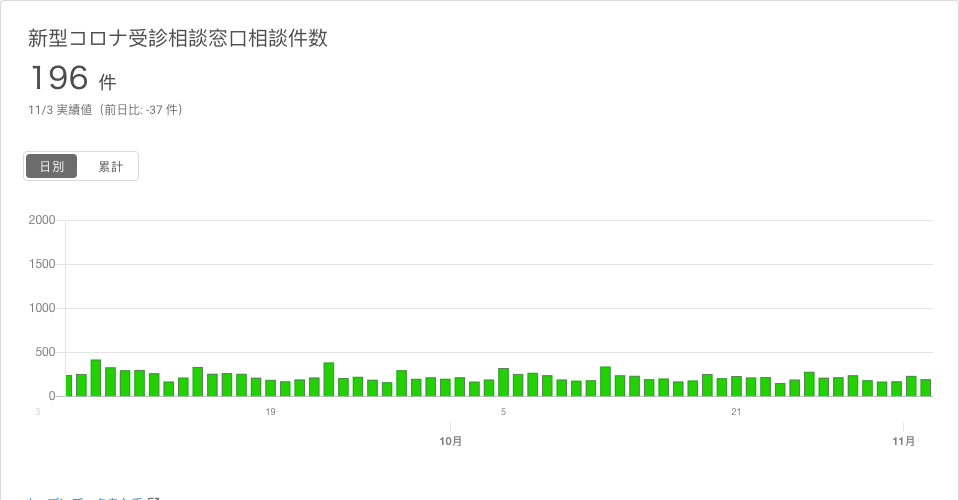 新型コロナ受診相談窓口相談件数
196 件
11/3 実績値（前日比: -37 件）
日別 累計
2000
1500
1000
500
0
3 19 5 21
10月 11月